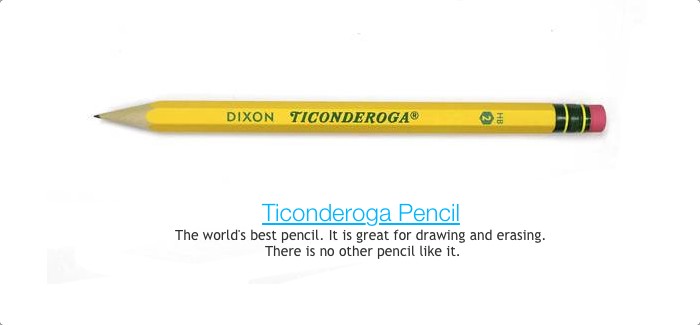 DIXON TICONDEROGA® 2 HB
Ticonderoga Pencil
The world's best pencil. It is great for drawing and erasing.
There is no other pencil like it.